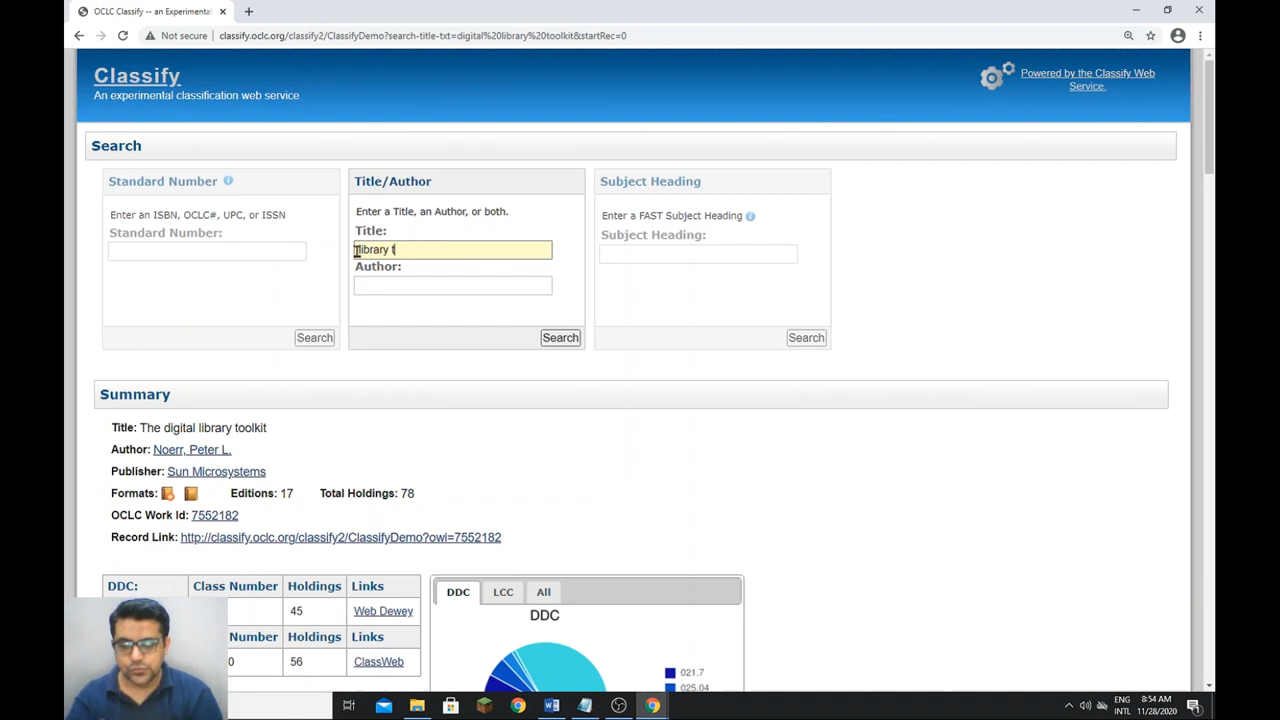 OCLC Classify -- an Experimental
Not secure
classify.oclc.org/classify2/ClassifyDemo?search-title-txt=digital%20library%20toolkit&startRec=0
Classify
An experimental classification web service
Powered by the Classify Web
Service.
Search
Standard Number
Title/Author
Subject Heading
Enter an ISBN, OCLC#, UPC, or ISSN
Standard Number:
Enter a Title, an Author, or both.
Title:
library t
Author:
Enter a FAST Subject Heading
Subject Heading:
Search
Search
Search
Summary
Title: The digital library toolkit
Author: Noerr, Peter L.
Publisher: Sun Microsystems
Formats: Editions: 17 Total Holdings: 78
OCLC Work Id: 7552182
Record Link: http://classify.oclc.org/classify2/ClassifyDemo?owi=7552182
DDC: Class Number Holdings Links
45 Web Dewey
Number Holdings Links
0 56 ClassWeb
DDC LCC All
DDC
021.7
025.04
ENG
INTL
8:54 AM
11/28/2020
1